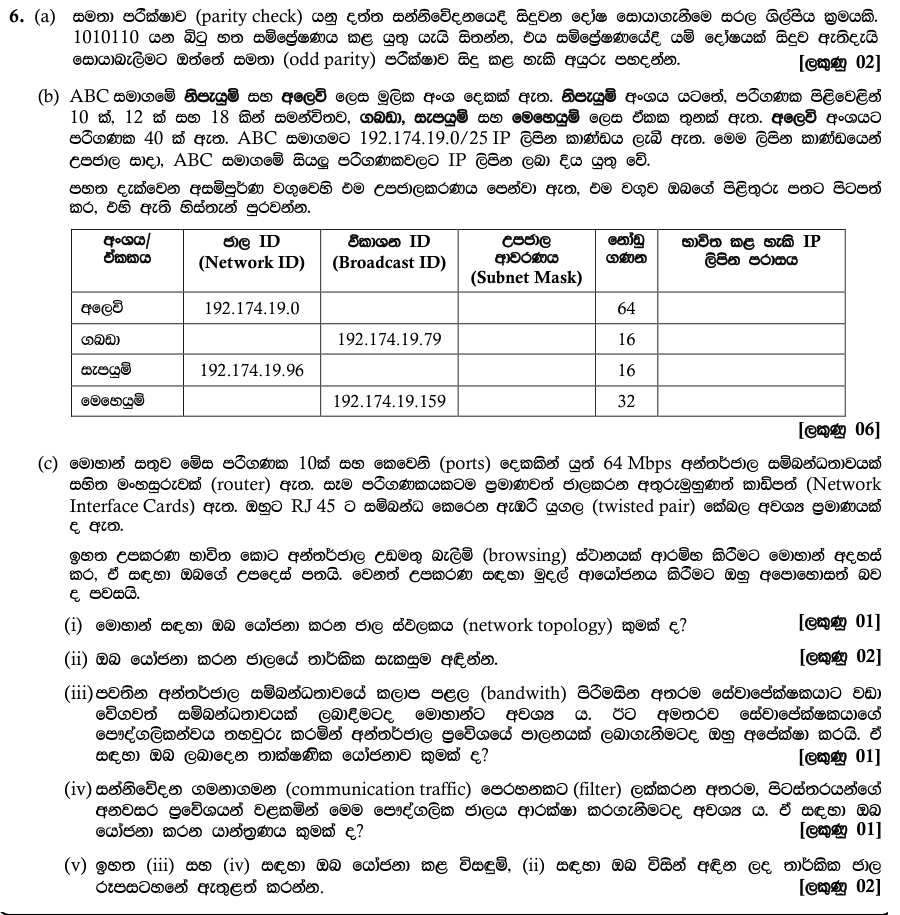 6. (a) සමතා පරීක්ෂාව (parity check) යනු දත්ත සන්නිවේදනයෙදී සිදුවන දෝෂ සොයාගැනීමෙ සරල ශිල්පීය ක්‍රමයකි.
1010110 යන බිටු හත සම්ප්‍රේෂණය කළ යුතු යැයි සිතන්න, එය සම්ප්‍රේෂණයේදී යම් දෝෂයක් සිදුව ඇතිදැයි
සොයාබැලීමට ඔත්තේ සමතා (odd parity) පරීක්ෂාව සිදු කළ හැකි අයුරු පහදන්න. [ලකුණු 02]
(b) ABC සමාගමේ නිපැයුම් සහ අලෙවි ලෙස මූලික අංශ දෙකක් ඇත. නිපැයුම් අංශය යටතේ, පරිගණක පිළිවෙළින්
10 ක්, 12 ක් සහ 18 කින් සමන්විතව, ගබඩා, සැපයුම් සහ මෙහෙයුම් ලෙස ඒකක තුනක් ඇත. අලෙවි අංශයට
පරිගණක 40 ක් ඇත. ABC සමාගමට 192.174.19.0/25 IP ලිපින කාණ්ඩය ලැබී ඇත. මෙම ලිපින කාණ්ඩයෙන්
උපජාල සාදා, ABC සමාගමේ සියලු පරිගණකවලට IP ලිපින ලබා දිය යුතු වේ.
පහත දැක්වෙන අසම්පූර්ණ වගුවෙහි එම උපජාලකරණය පෙන්වා ඇත, එම වගුව ඔබගේ පිළිතුරු පතට පිටපත්
කර, එහි ඇති හිස්තැන් පුරවන්න.
අංශය/ ඒකකය | ජාල ID (Network ID) | විකාශන ID (Broadcast ID) | උපජාල ආවරණය (Subnet Mask) | නෝඩු ගණන | භාවිත කළ හැකි IP ලිපින පරාසය
අලෙවි | 192.174.19.0 | | | 64 |
ගබඩා | | 192.174.19.79 | | 16 |
සැපයුම් | 192.174.19.96 | | | 16 |
මෙහෙයුම් | | 192.174.19.159 | | 32 |
[ලකුණු 06]
(c) මොහාන් සතුව මේස පරිගණක 10ක් සහ කෙවෙනි (ports) දෙකකින් යුත් 64 Mbps අන්තර්ජාල සම්බන්ධතාවයක්
සහිත මංහසුරුවක් (router) ඇත. සෑම පරිගණකයකටම ප්‍රමාණවත් ජාලකරන අතුරුමුහුණත් කාඩ්පත් (Network
Interface Cards) ඇත. ඔහුට RJ 45 ට සම්බන්ධ කෙරෙන ඇඹරි යුගල (twisted pair) කේබල අවශ්‍ය ප්‍රමාණයක්
ද ඇත.
ඉහත උපකරණ භාවිත කොට අන්තර්ජාල උඩමතු බැලීම් (browsing) ස්ථානයක් ආරම්භ කිරීමට මොහාන් අදහස්
කර, ඒ සඳහා ඔබගේ උපදෙස් පතයි. වෙනත් උපකරණ සඳහා මුදල් ආයෝජනය කිරීමට ඔහු අපොහොසත් බව
ද පවසයි.
(i) මොහාන් සඳහා ඔබ යෝජනා කරන ජාල ස්ථලකය (network topology) කුමක් ද? [ලකුණු 01]
(ii) ඔබ යෝජනා කරන ජාලයේ තාර්කික සැකසුම අඳින්න. [ලකුණු 02]
(iii) පවතින අන්තර්ජාල සම්බන්ධතාවයේ කලාප පළල (bandwith) පිරිමසින අතරම සේවාපේක්ෂකයාට වඩා
වේගවත් සම්බන්ධතාවයක් ලබාදීමටද මොහාන්ට අවශ්‍ය ය. ඊට අමතරව සේවාපේක්ෂකයාගේ
පෞද්ගලිකත්වය තහවුරු කරමින් අන්තර්ජාල ප්‍රවේශයේ පාලනයක් ලබාගැනීමටද ඔහු අපේක්ෂා කරයි. ඒ
සඳහා ඔබ ලබාදෙන තාක්ෂණික යෝජනාව කුමක් ද? [ලකුණු 01]
(iv) සන්නිවේදන ගමනාගමන (communication traffic) පෙරහනකට (filter) ලක්කරන අතරම, පිටස්තරයන්ගේ
අනවසර ප්‍රවේශයන් වළකමින් මෙම පෞද්ගලික ජාලය ආරක්ෂා කරගැනීමටද අවශ්‍ය ය. ඒ සඳහා ඔබ
යෝජනා කරන යාන්ත්‍රණය කුමක් ද? [ලකුණු 01]
(v) ඉහත (iii) සහ (iv) සඳහා ඔබ යෝජනා කළ විසඳුම්, (ii) සඳහා ඔබ විසින් අඳින ලද තාර්කික ජාල
රූපසටහනේ ඇතුළත් කරන්න. [ලකුණු 02]